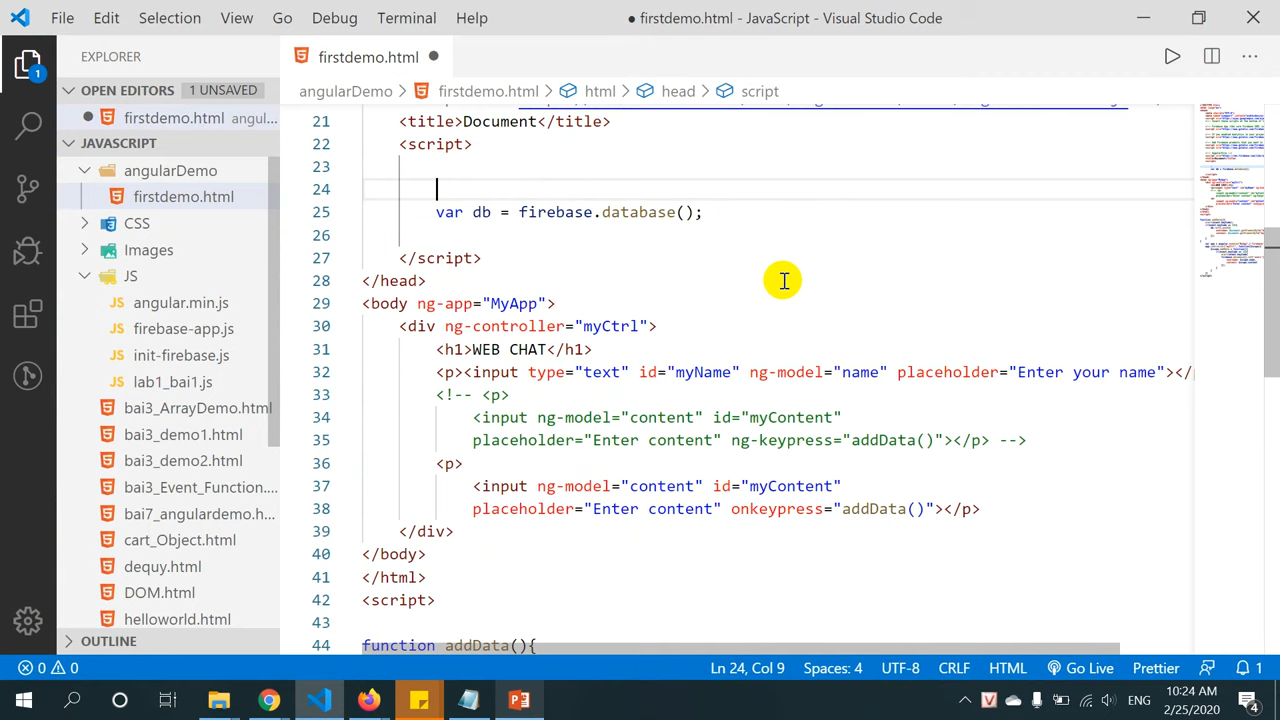 File Edit Selection View Go Debug Terminal Help
● firstdemo.html - JavaScript - Visual Studio Code
EXPLORER
firstdemo.html
OPEN EDITORS 1 UNSAVED
angularDemo firstdemo.html html head script
firstdemo.html angul...
JAVASCRIPT
angularDemo
firstdemo.html
CSS
Images
JS
angular.min.js
firebase-app.js
init-firebase.js
lab1_bai1.js
bai3_ArrayDemo.html
bai3_demo1.html
bai3_demo2.html
bai3_Event_Function....
bai7_angulardemo.h...
cart_Object.html
dequy.html
DOM.html
helloworld.html
OUTLINE
1
21 <title>Document</title>
22 <script>
23
24
25 var db = firebase.database();
26
27 </script>
28 </head>
29 <body ng-app="MyApp">
30 <div ng-controller="myCtrl">
31 <h1>WEB CHAT</h1>
32 <p><input type="text" id="myName" ng-model="name" placeholder="Enter your name"></p
33 <!-- <p>
34 <input ng-model="content" id="myContent"
35 placeholder="Enter content" ng-keypress="addData()"></p> -->
36 <p>
37 <input ng-model="content" id="myContent"
38 placeholder="Enter content" onkeypress="addData()"></p>
39 </div>
40 </body>
41 </html>
42 <script>
43
44 function addData(){
0 0 Ln 24, Col 9 Spaces: 4 UTF-8 CRLF HTML Go Live Prettier 1
ENG 10:24 AM
2/25/2020
4